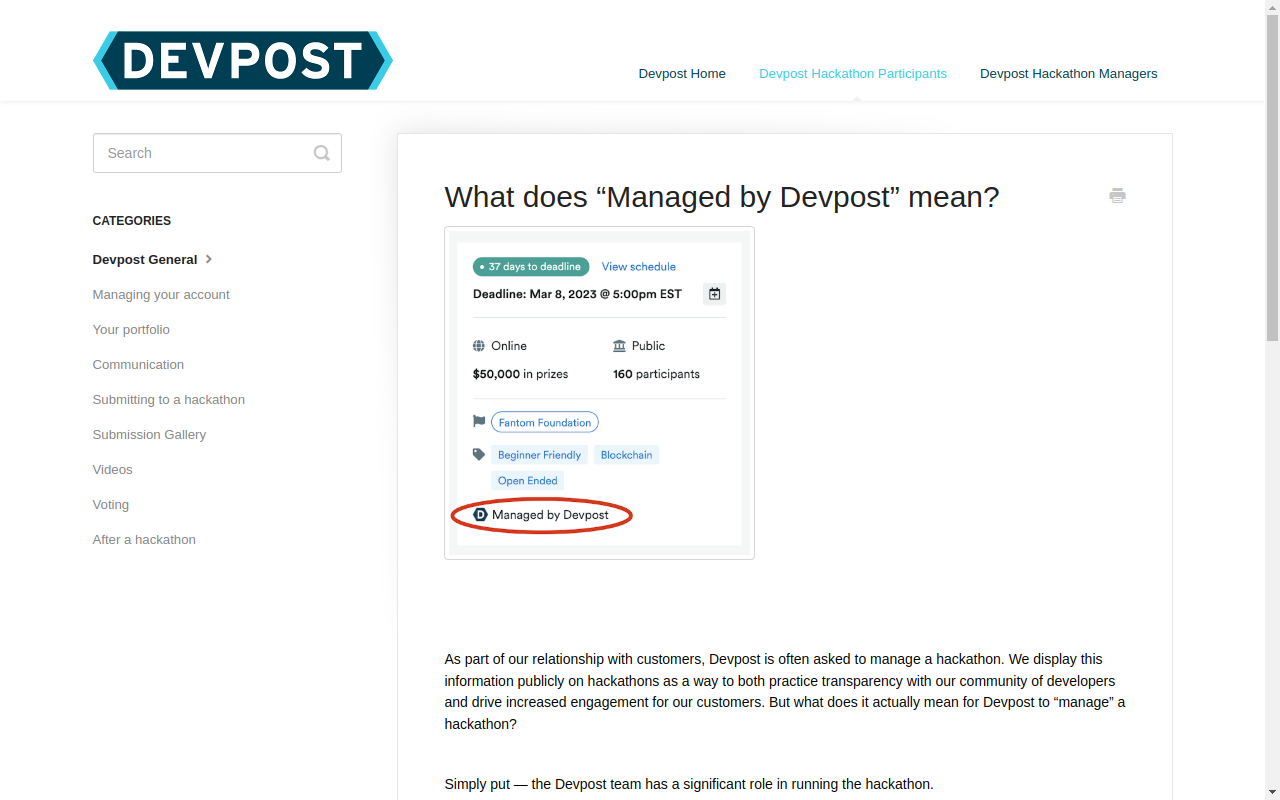 DEVPOST
Devpost Home
Devpost Hackathon Participants
Devpost Hackathon Managers
Search
CATEGORIES
Devpost General
Managing your account
Your portfolio
Communication
Submitting to a hackathon
Submission Gallery
Videos
Voting
After a hackathon
What does “Managed by Devpost” mean?
37 days to deadline
View schedule
Deadline: Mar 8, 2023 @ 5:00pm EST
Online
Public
$50,000 in prizes
160 participants
Fantom Foundation
Beginner Friendly
Blockchain
Open Ended
D Managed by Devpost
As part of our relationship with customers, Devpost is often asked to manage a hackathon. We display this
information publicly on hackathons as a way to both practice transparency with our community of developers
and drive increased engagement for our customers. But what does it actually mean for Devpost to “manage” a
hackathon?
Simply put — the Devpost team has a significant role in running the hackathon.